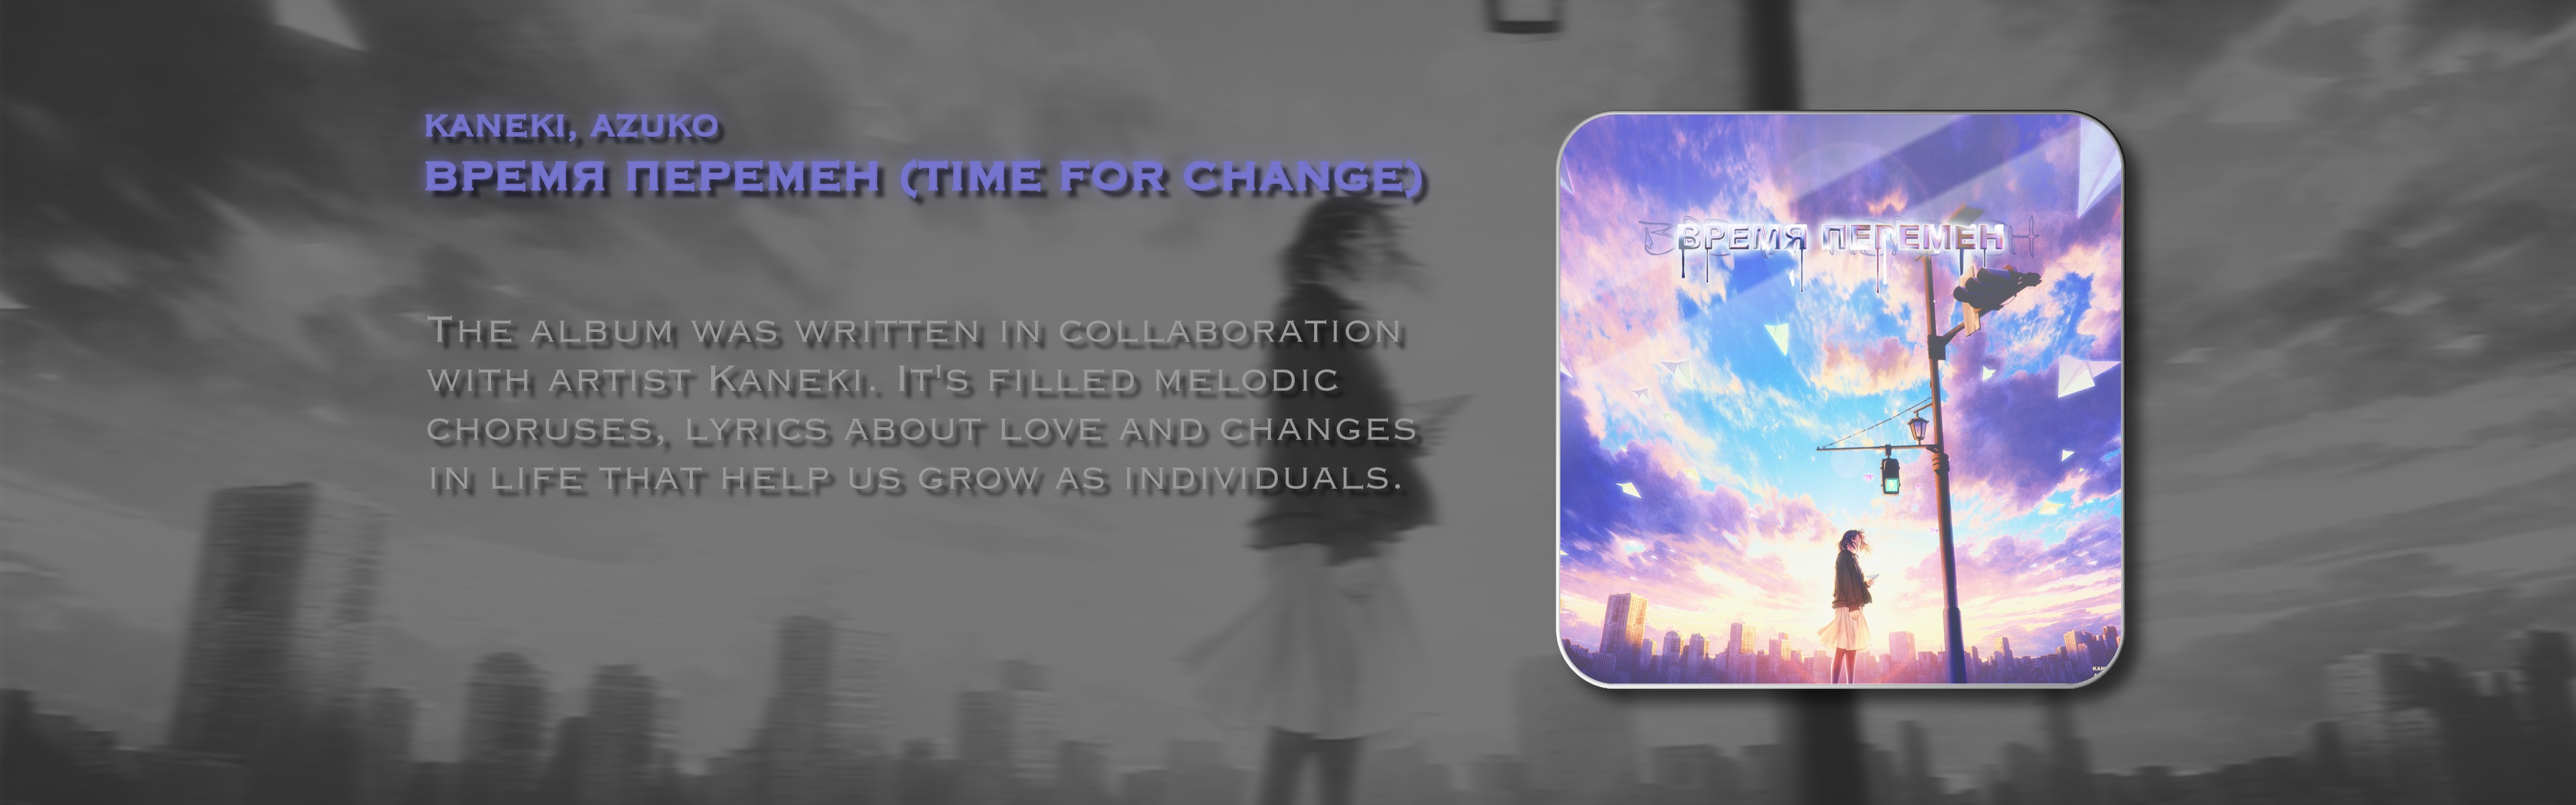 KANEKI, AZUKO
ВРЕМЯ ПЕРЕМЕН (TIME FOR CHANGE)
THE ALBUM WAS WRITTEN IN COLLABORATION
WITH ARTIST KANEKI. IT'S FILLED MELODIC
CHORUSES, LYRICS ABOUT LOVE AND CHANGES
IN LIFE THAT HELP US GROW AS INDIVIDUALS.
ВРЕМЯ ПЕРЕМЕН